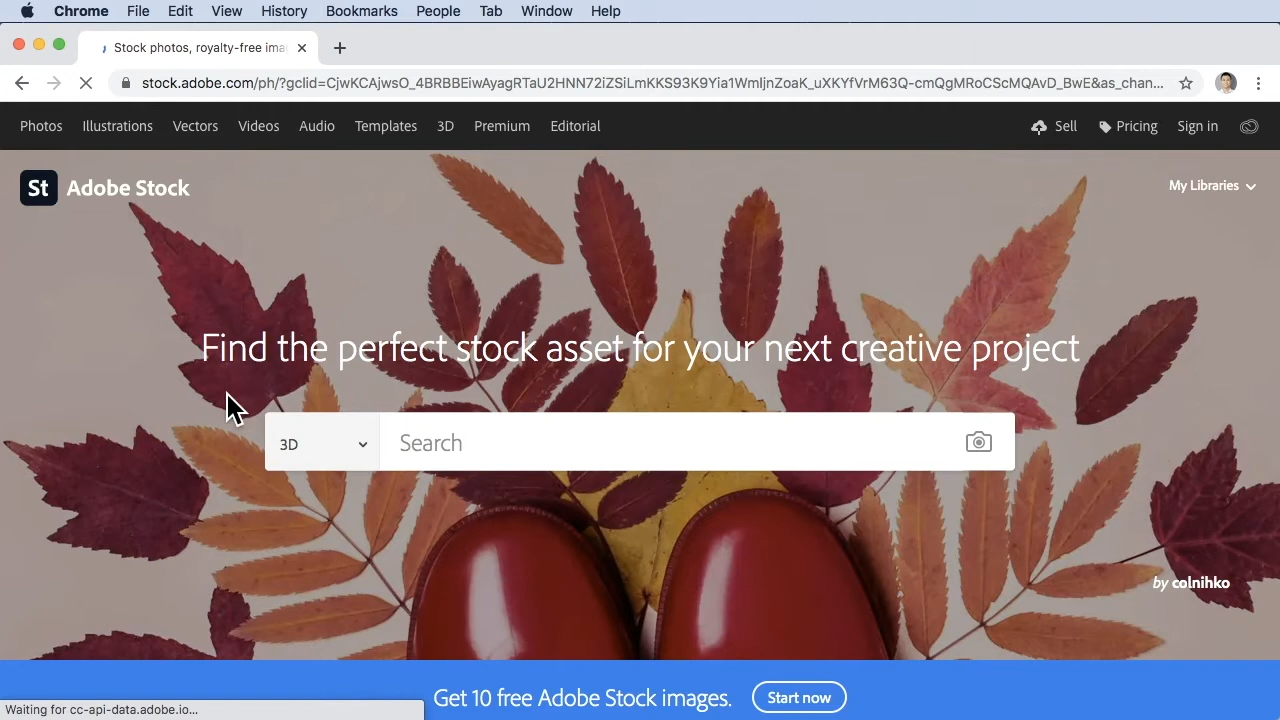 Chrome File Edit View History Bookmarks People Tab Window Help
Stock photos, royalty-free ima
stock.adobe.com/ph/?gclid=CjwKCAjwsO_4BRBBEiwAyagRTaU2HNN72iZSiLmKKS93K9Yia1WmljnZoaK_uXKYfVrM63Q-cmQgMRoCScMQAvD_BwE&as_chan...
Photos Illustrations Vectors Videos Audio Templates 3D Premium Editorial Sell Pricing Sign in
St Adobe Stock My Libraries
Find the perfect stock asset for your next creative project
3D Search
by colnihko
Get 10 free Adobe Stock images. Start now
Waiting for cc-api-cp.adobe.io...